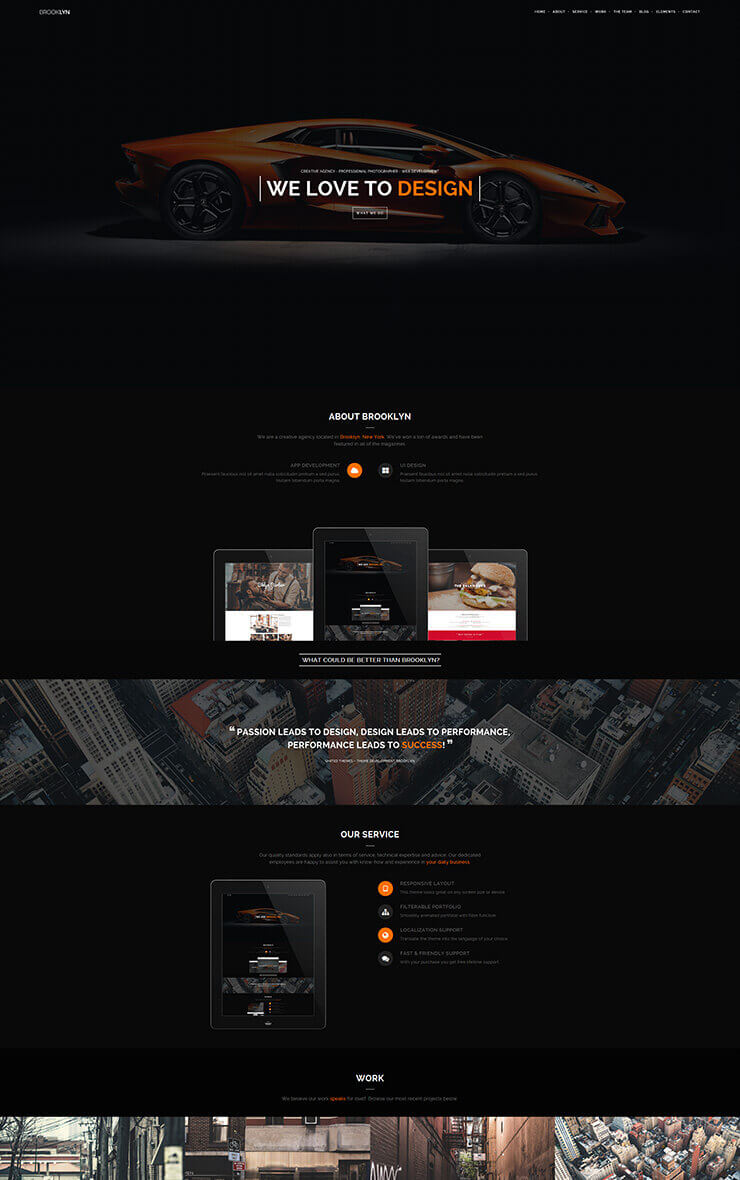 BROOKLYN
HOME - ABOUT - SERVICE - WORK - THE TEAM - BLOG - ELEMENTS - CONTACT
CREATIVE AGENCY - PROFESSIONAL PHOTOGRAPHER - WEB DEVELOPMENT
WE LOVE TO DESIGN
WHAT WE DO
ABOUT BROOKLYN
We are a creative agency located in Brooklyn, New York. We've won a ton of awards and have been
featured in all of the magazines.
APP DEVELOPMENT
Praesent faucibus nisl sit amet nulla sollicitudin pretium a sed purus.
Nullam bibendum porta magna.
UI DESIGN
Praesent faucibus nisl sit amet nulla sollicitudin pretium a sed purus.
Nullam bibendum porta magna.
WHAT COULD BE BETTER THAN BROOKLYN?
❝ PASSION LEADS TO DESIGN, DESIGN LEADS TO PERFORMANCE,
PERFORMANCE LEADS TO SUCCESS! ❞
UNITED THEMES - THEME DEVELOPMENT BROOKLYN
OUR SERVICE
Our quality standards apply also in terms of service, technical expertise and advice. Our dedicated
employees are happy to assist you with know-how and experience in your daily business.
RESPONSIVE LAYOUT
This theme looks great on any screen size or device.
FILTERABLE PORTFOLIO
Smoothly animated portfolio with filter function.
LOCALIZATION SUPPORT
Translate the theme into the language of your choice.
FAST & FRIENDLY SUPPORT
With your purchase you get free lifetime support.
WORK
We believe our work speaks for itself. Browse our most recent projects below.